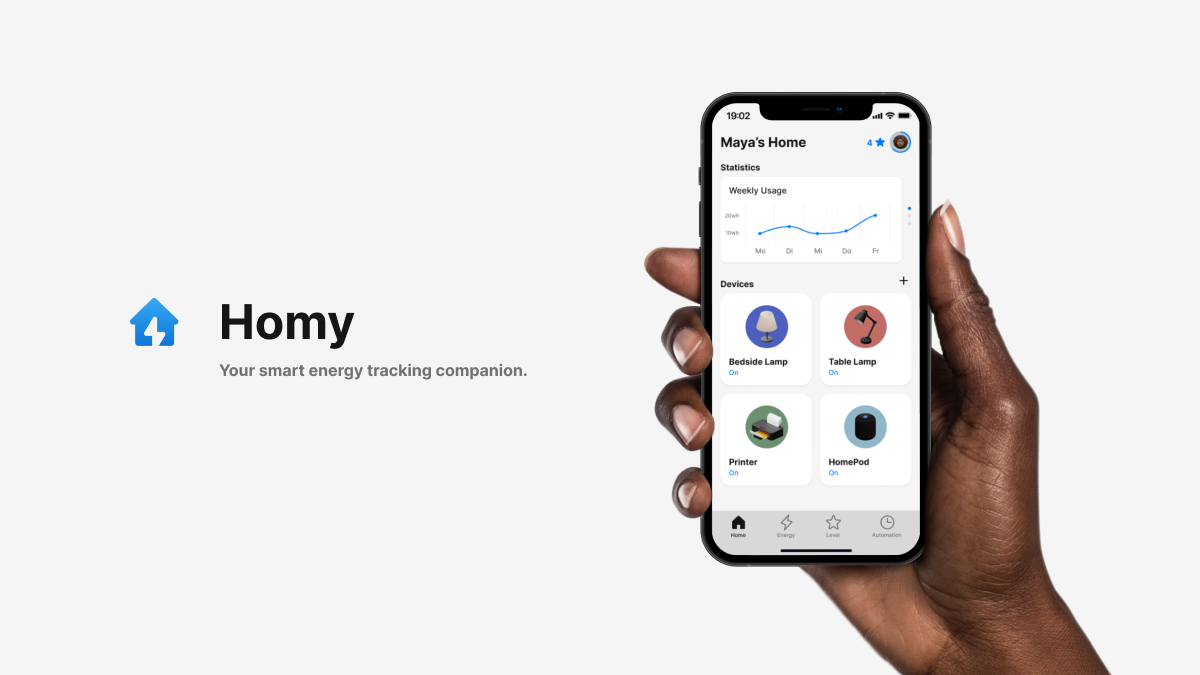 Homy
Your smart energy tracking companion.
19:02
Maya's Home
4
Statistics
Weekly Usage
20wh
10wh
Mo Di Mi Do Fr
Devices
Bedside Lamp
On
Table Lamp
On
Printer
On
HomePod
On
Home Energy Level Automation